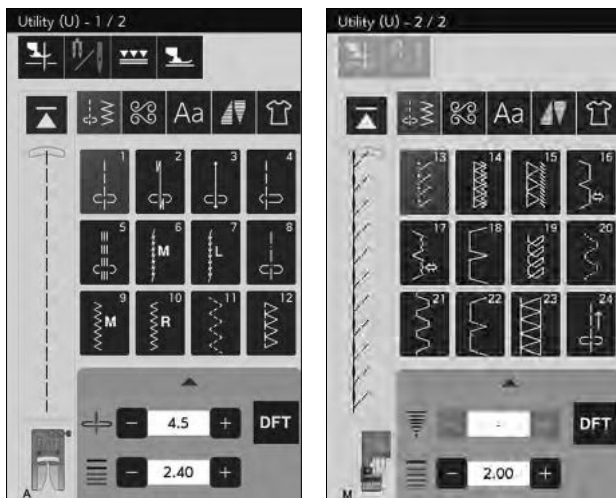 Utility (U) - 1 / 2
Aa
1 2 3 4
5 6 M 7 L 8
9 M 10 R 11 12
− 4.5 + DFT
− 2.40 +
A
Utility (U) - 2 / 2
Aa
13 14 15 16
17 18 19 20
21 22 23 24
DFT
− 2.00 +
M